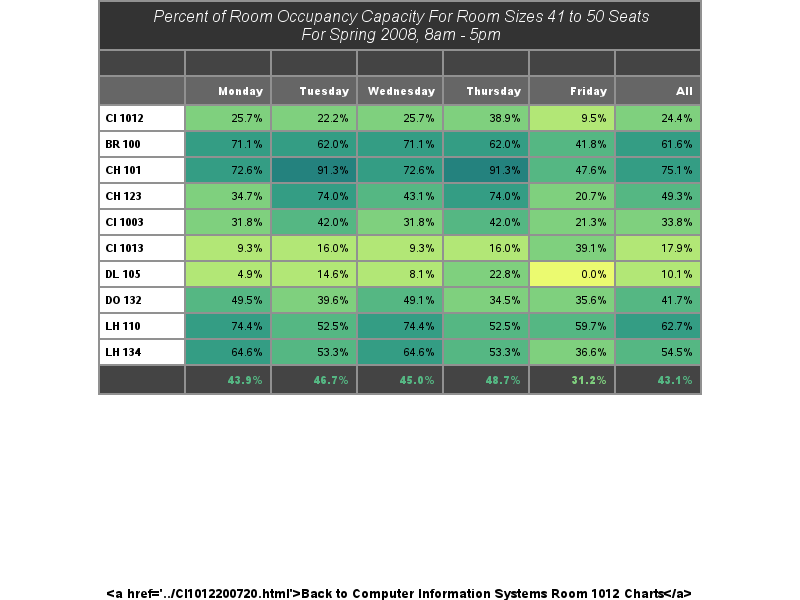 Percent of Room Occupancy Capacity For Room Sizes 41 to 50 Seats
For Spring 2008, 8am - 5pm
Monday Tuesday Wednesday Thursday Friday All
CI 1012 25.7% 22.2% 25.7% 38.9% 9.5% 24.4%
BR 100 71.1% 62.0% 71.1% 62.0% 41.8% 61.6%
CH 101 72.6% 91.3% 72.6% 91.3% 47.6% 75.1%
CH 123 34.7% 74.0% 43.1% 74.0% 20.7% 49.3%
CI 1003 31.8% 42.0% 31.8% 42.0% 21.3% 33.8%
CI 1013 9.3% 16.0% 9.3% 16.0% 39.1% 17.9%
DL 105 4.9% 14.6% 8.1% 22.8% 0.0% 10.1%
DO 132 49.5% 39.6% 49.1% 34.5% 35.6% 41.7%
LH 110 74.4% 52.5% 74.4% 52.5% 59.7% 62.7%
LH 134 64.6% 53.3% 64.6% 53.3% 36.6% 54.5%
43.9% 46.7% 45.0% 48.7% 31.2% 43.1%
<a href='../CI1012200720.html'>Back to Computer Information Systems Room 1012 Charts</a>